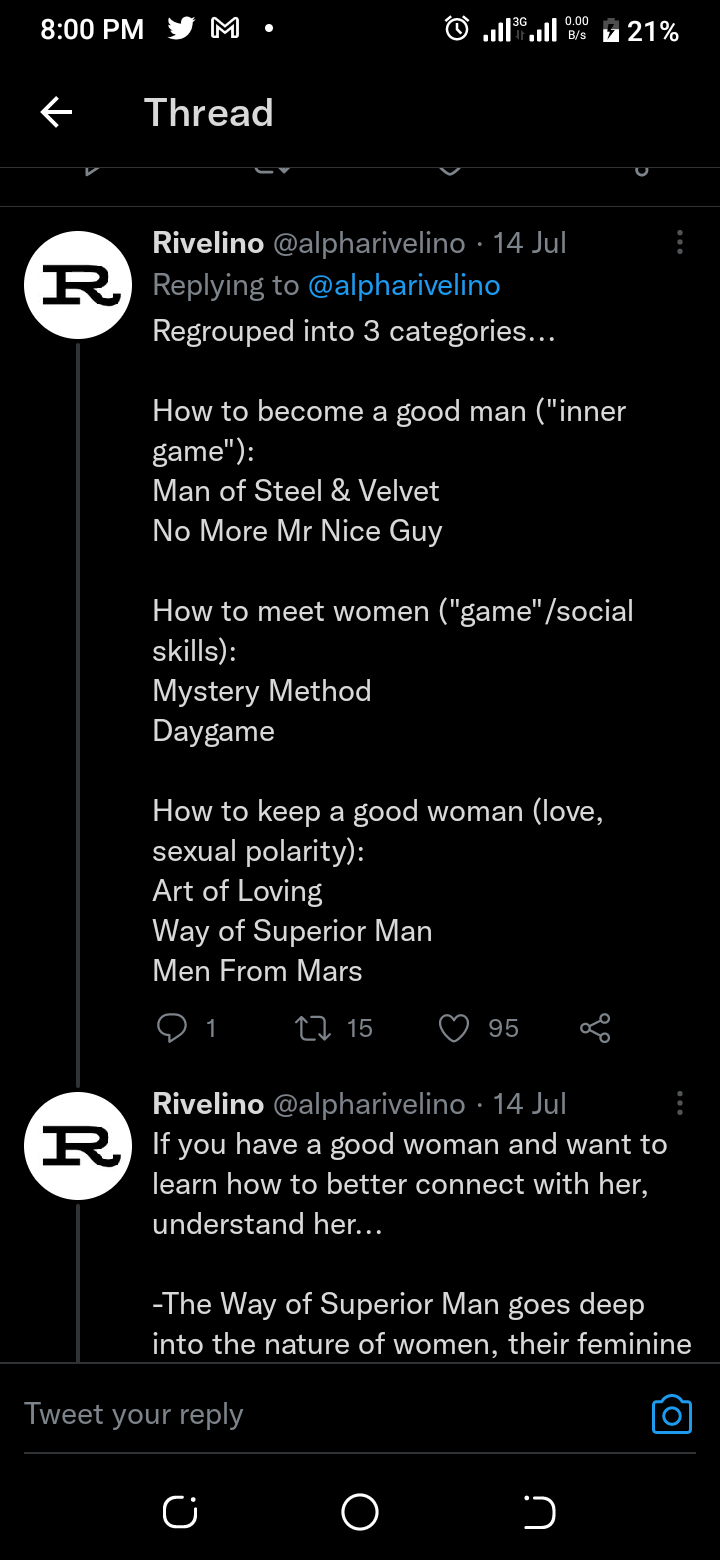 8:00 PM
3G
0.00
B/s
21%
Thread
R
Rivelino @alpharivelino · 14 Jul
Replying to @alpharivelino
Regrouped into 3 categories...
How to become a good man ("inner
game"):
Man of Steel & Velvet
No More Mr Nice Guy
How to meet women ("game"/social
skills):
Mystery Method
Daygame
How to keep a good woman (love,
sexual polarity):
Art of Loving
Way of Superior Man
Men From Mars
1 15 95
R
Rivelino @alpharivelino · 14 Jul
If you have a good woman and want to
learn how to better connect with her,
understand her...
-The Way of Superior Man goes deep
into the nature of women, their feminine
Tweet your reply